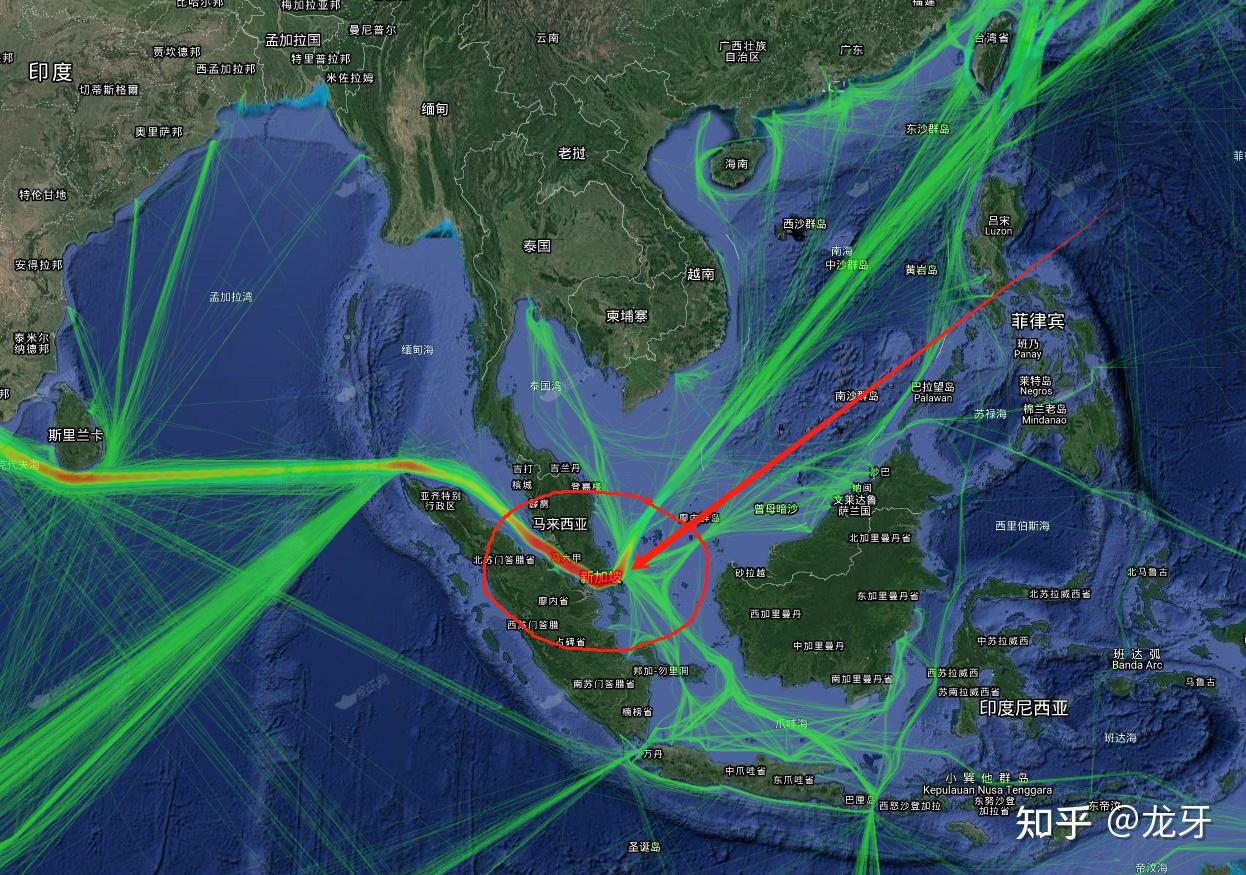 比哈尔邦
梅加拉亚邦
福建
孟加拉国
曼尼普尔
云南
广西壮族
自治区
广东
台湾省
贾坎德邦
特里普拉邦
西孟加拉邦
米佐拉姆
印度
切蒂斯格爾
缅甸
奥里萨邦
老挝
东沙群岛
海南
特伦甘地
西沙群岛
吕宋
Luzon
泰国
南海
中沙群岛
黄岩岛
安得拉邦
越南
孟加拉湾
柬埔寨
菲律宾
泰米尔
纳德邦
缅甸海
班乃
Panay
泰国湾
南沙群岛
巴拉望岛
Palawan
莱特岛
Negros
苏禄海
棉兰老岛
Mindanao
斯里兰卡
克代夫海
吉打
吉兰丹
沙巴
槟城
登嘉楼
纳闽
亚齐特别
行政区
霹雳
文莱达鲁
萨兰国
曾母暗沙
马来西亚
廖内群岛
西里伯斯海
北加里曼丹省
北苏门答腊省
马六甲
新加坡
砂拉越
北马鲁古
廖内省
东加里曼丹省
北苏拉威西省
西加里曼丹
西苏门答腊
占碑省
中加里曼丹
中苏拉威西
班达弧
Banda Arc
邦加-勿里洞
南苏门答腊省
南加里曼丹省
西苏拉威西
马鲁古
苏南拉威西省
楠榜省
印度尼西亚
爪哇海
班达海
万丹
中爪哇省
东爪哇省
小巽他群岛
Kepulauan Nusa Tenggara
巴厘岛
西怒沙登加拉
东努沙登
加拉省
东帝汶
知乎 @龙牙
圣诞岛
帝汶海